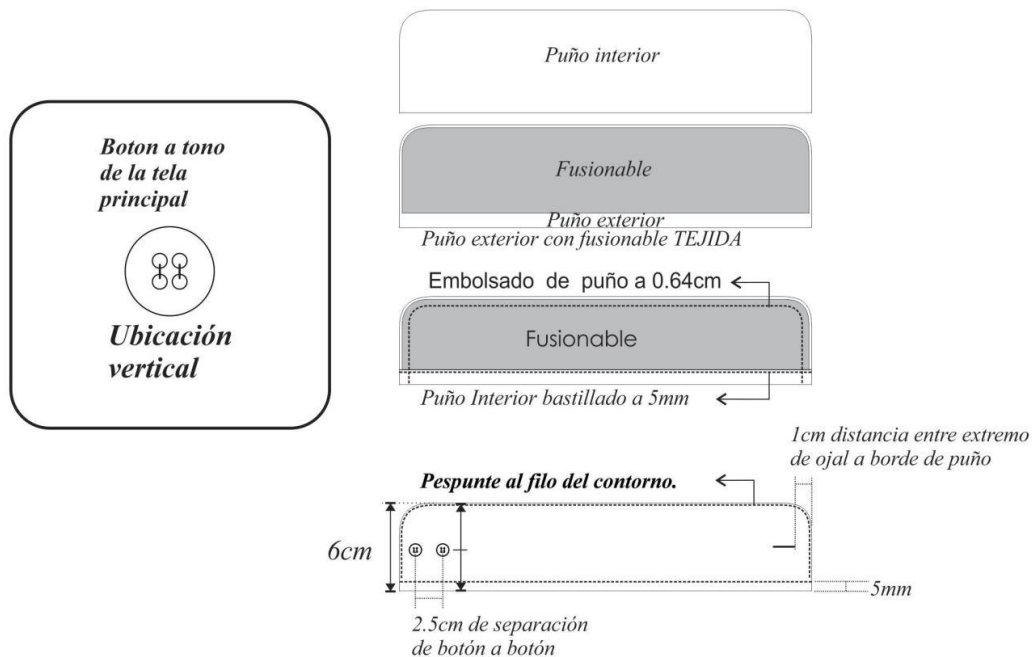 Puño interior
Boton a tono
de la tela
principal
Ubicación
vertical
Fusionable
Puño exterior
Puño exterior con fusionable TEJIDA
Embolsado de puño a 0.64cm
Fusionable
Puño Interior bastillado a 5mm
1cm distancia entre extremo
de ojal a borde de puño
Pespunte al filo del contorno.
6cm
5mm
2.5cm de separación
de botón a botón